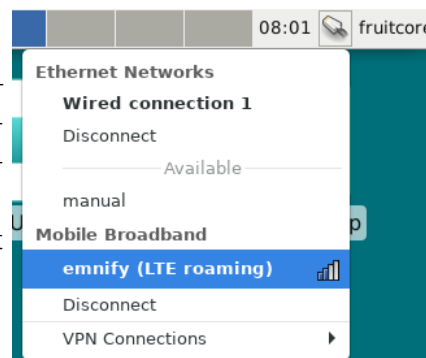 08:01 fruitcore
Ethernet Networks
Wired connection 1
Disconnect
Available
manual
Mobile Broadband
emnify (LTE roaming)
Disconnect
VPN Connections